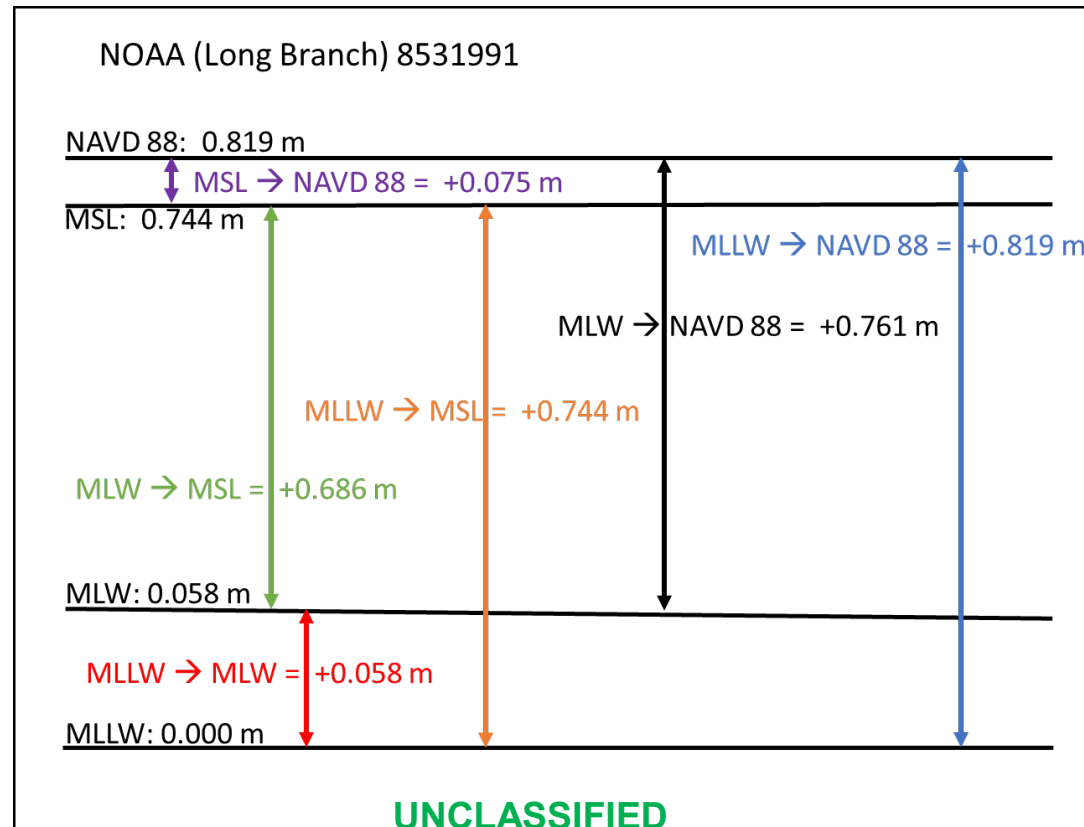 NOAA (Long Branch) 8531991
NAVD 88: 0.819 m
MSL → NAVD 88 = +0.075 m
MSL: 0.744 m
MLLW → NAVD 88 = +0.819 m
MLW → NAVD 88 = +0.761 m
MLLW → MSL = +0.744 m
MLW → MSL = +0.686 m
MLW: 0.058 m
MLLW → MLW = +0.058 m
MLLW: 0.000 m
UNCLASSIFIED